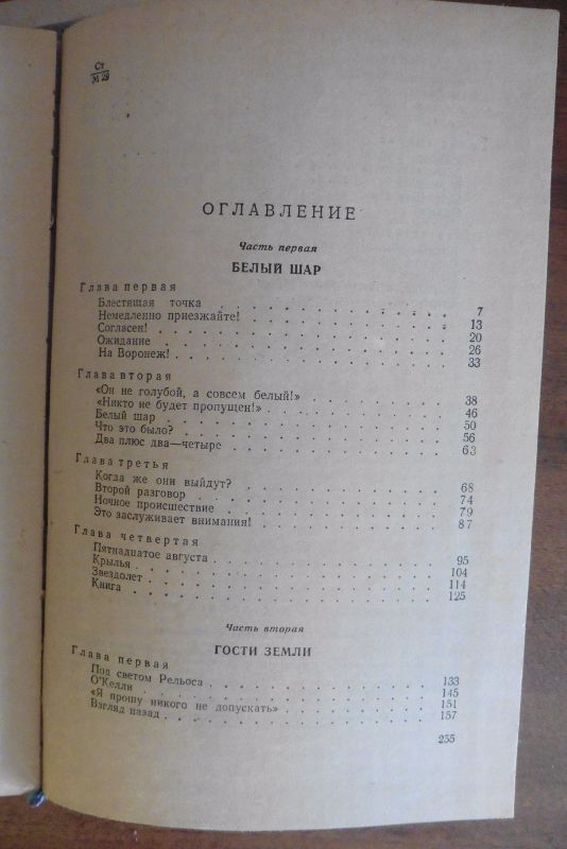 Ст
М 29
ОГЛАВЛЕНИЕ
Часть первая
БЕЛЫЙ ШАР
Глава первая
Блестящая точка . . . . . . . . . . 7
Немедленно приезжайте! . . . . . . . . . . 13
Согласен! . . . . . . . . . . 20
Ожидание . . . . . . . . . . 26
На Воронеж! . . . . . . . . . . 33
Глава вторая
«Он не голубой, а совсем белый!» . . . . . . . . . . 38
«Никто не будет пропущен!» . . . . . . . . . . 46
Белый шар . . . . . . . . . . 50
Что это было? . . . . . . . . . . 56
Два плюс два—четыре . . . . . . . . . . 63
Глава третья
Когда же они выйдут? . . . . . . . . . . 68
Второй разговор . . . . . . . . . . 74
Ночное происшествие . . . . . . . . . . 79
Это заслуживает внимания! . . . . . . . . . . 87
Глава четвертая
Пятнадцатое августа . . . . . . . . . . 95
Крылья . . . . . . . . . . 104
Звездолет . . . . . . . . . . 114
Книга . . . . . . . . . . 125
Часть вторая
ГОСТИ ЗЕМЛИ
Глава первая
Под светом Рельоса . . . . . . . . . . 133
О'Келли . . . . . . . . . . 145
«Я прошу никого не допускать» . . . . . . . . . . 151
Взгляд назад . . . . . . . . . . 157
255